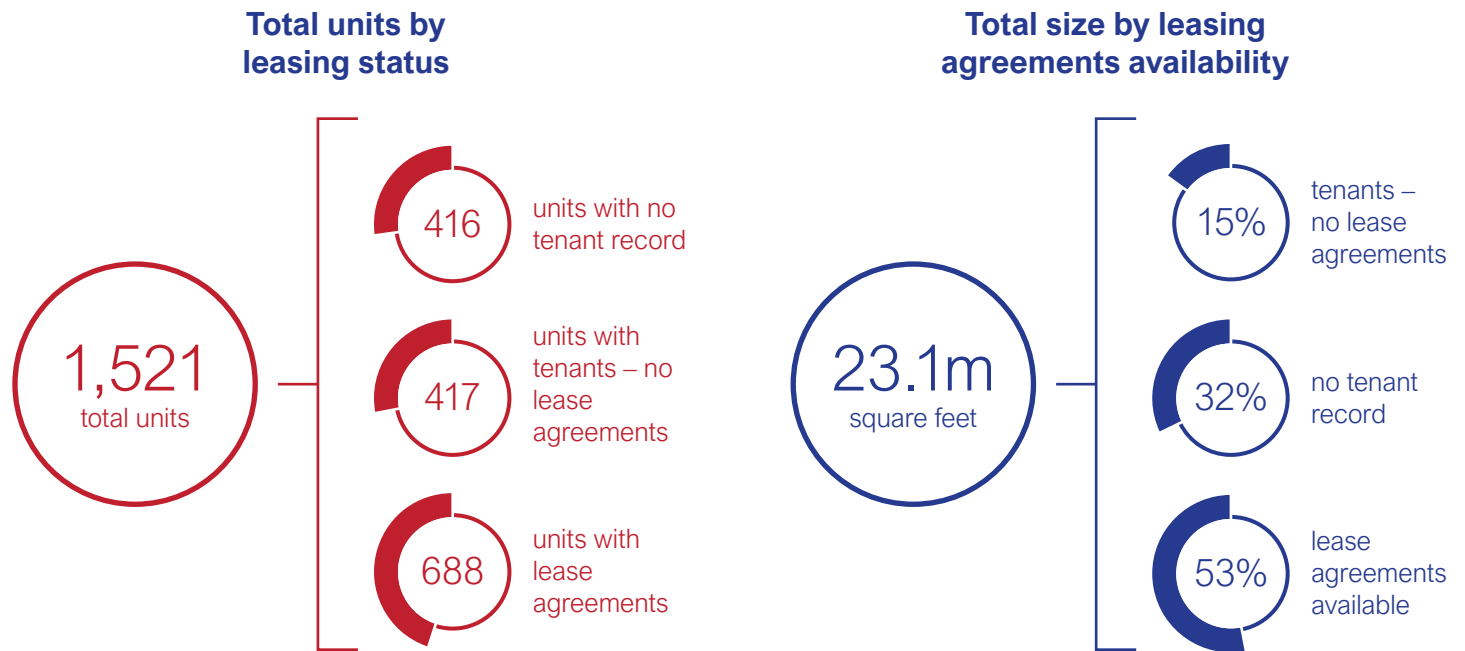 Total units by
leasing status
1,521
total units
416
units with no
tenant record
417
units with
tenants – no
lease
agreements
688
units with
lease
agreements
Total size by leasing
agreements availability
23.1m
square feet
15%
tenants –
no lease
agreements
32%
no tenant
record
53%
lease
agreements
available